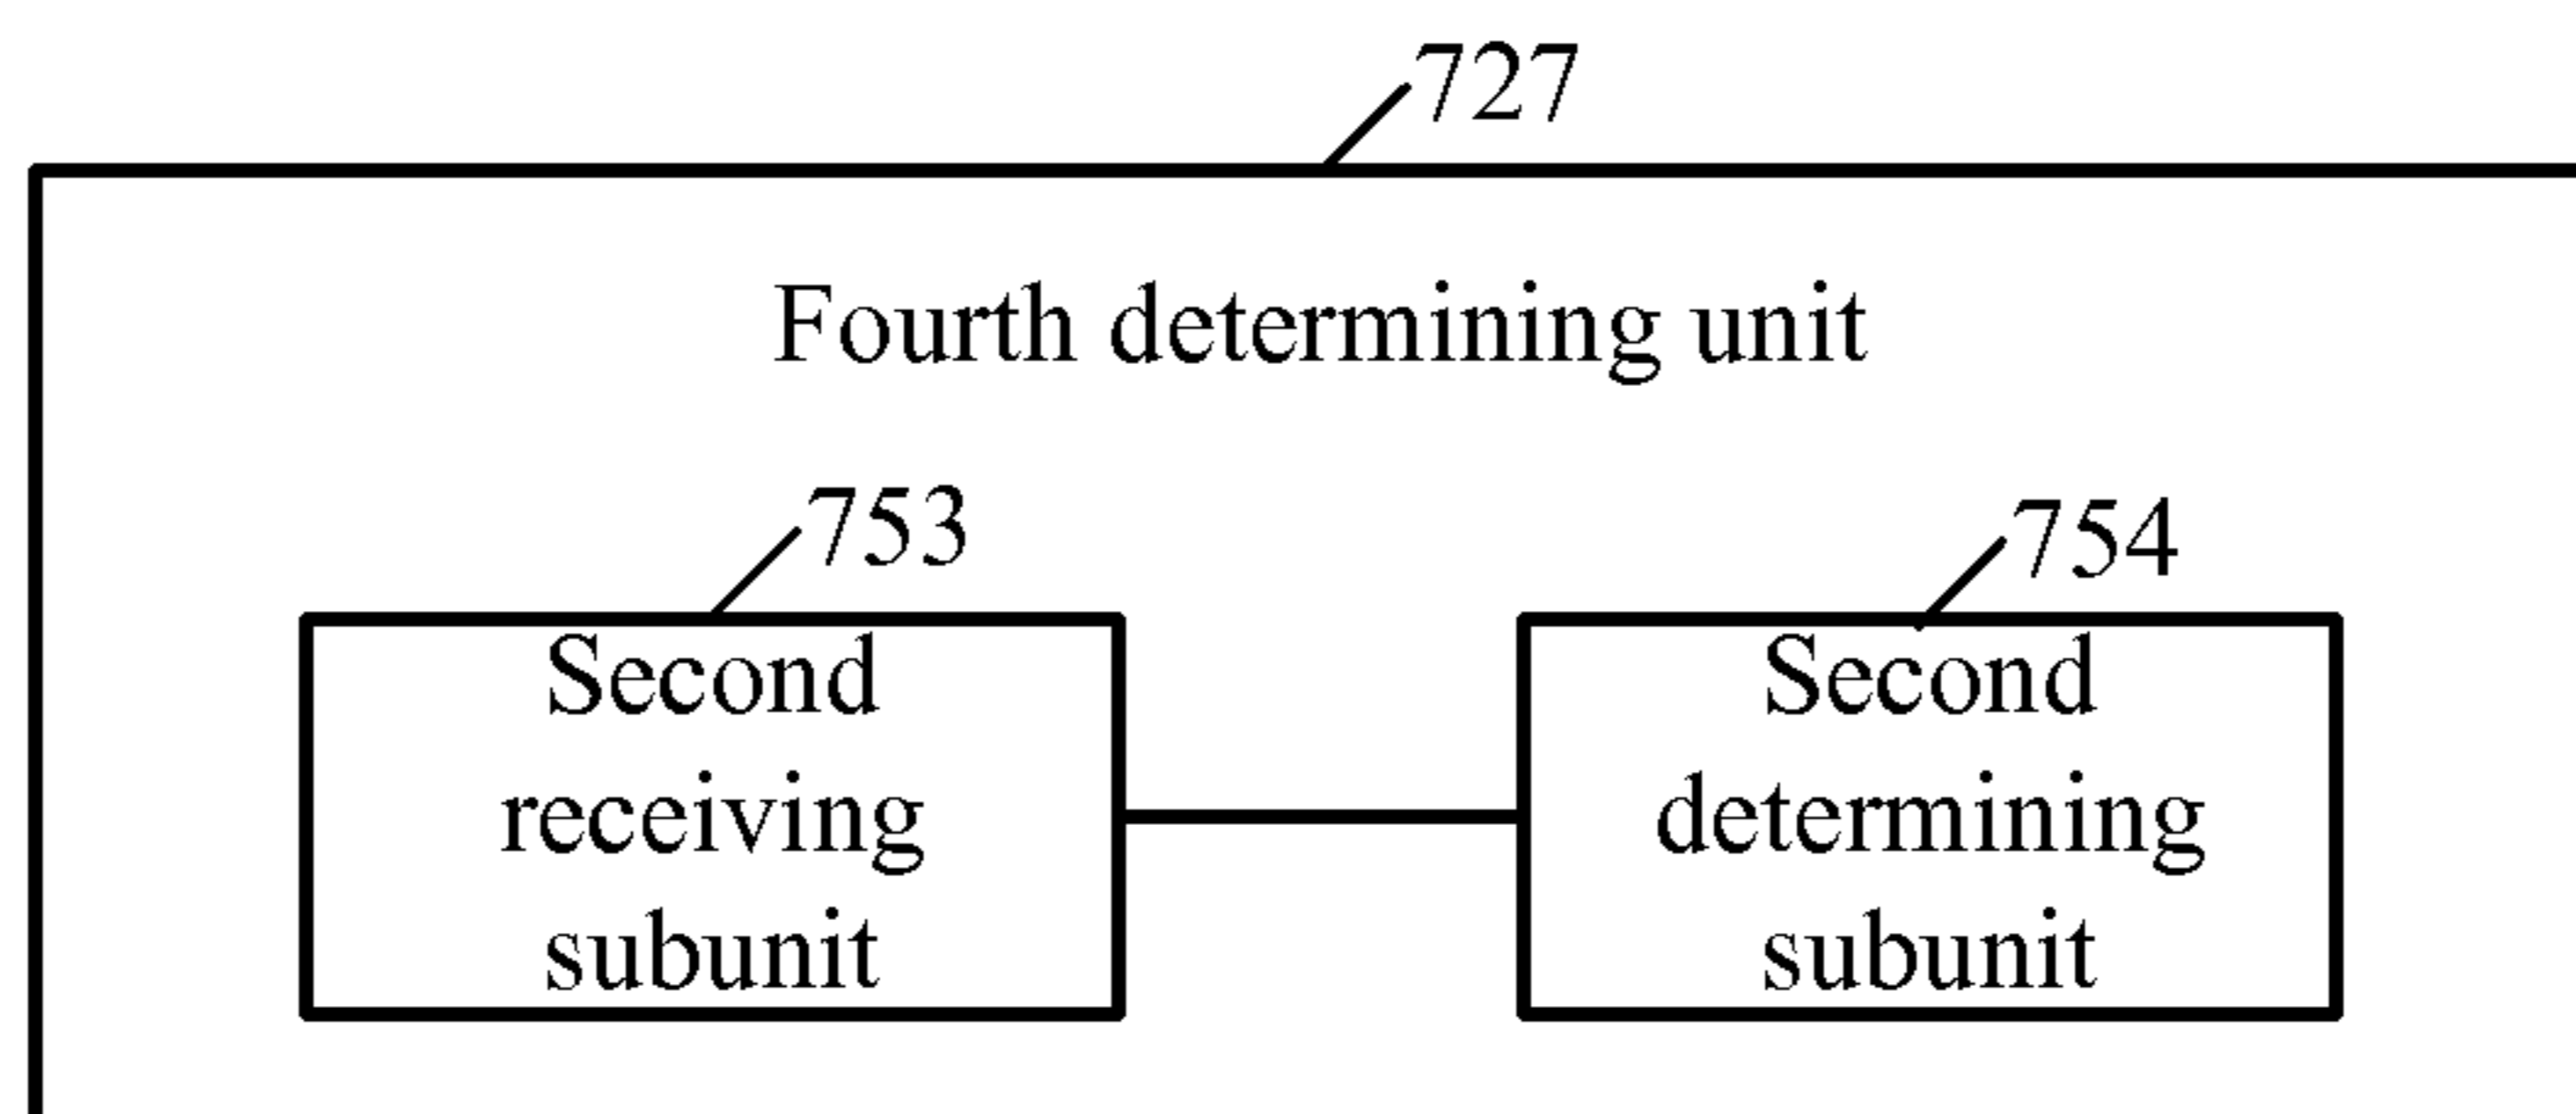 727
Fourth determining unit
753
754
Second
receiving
subunit
Second
determining
subunit